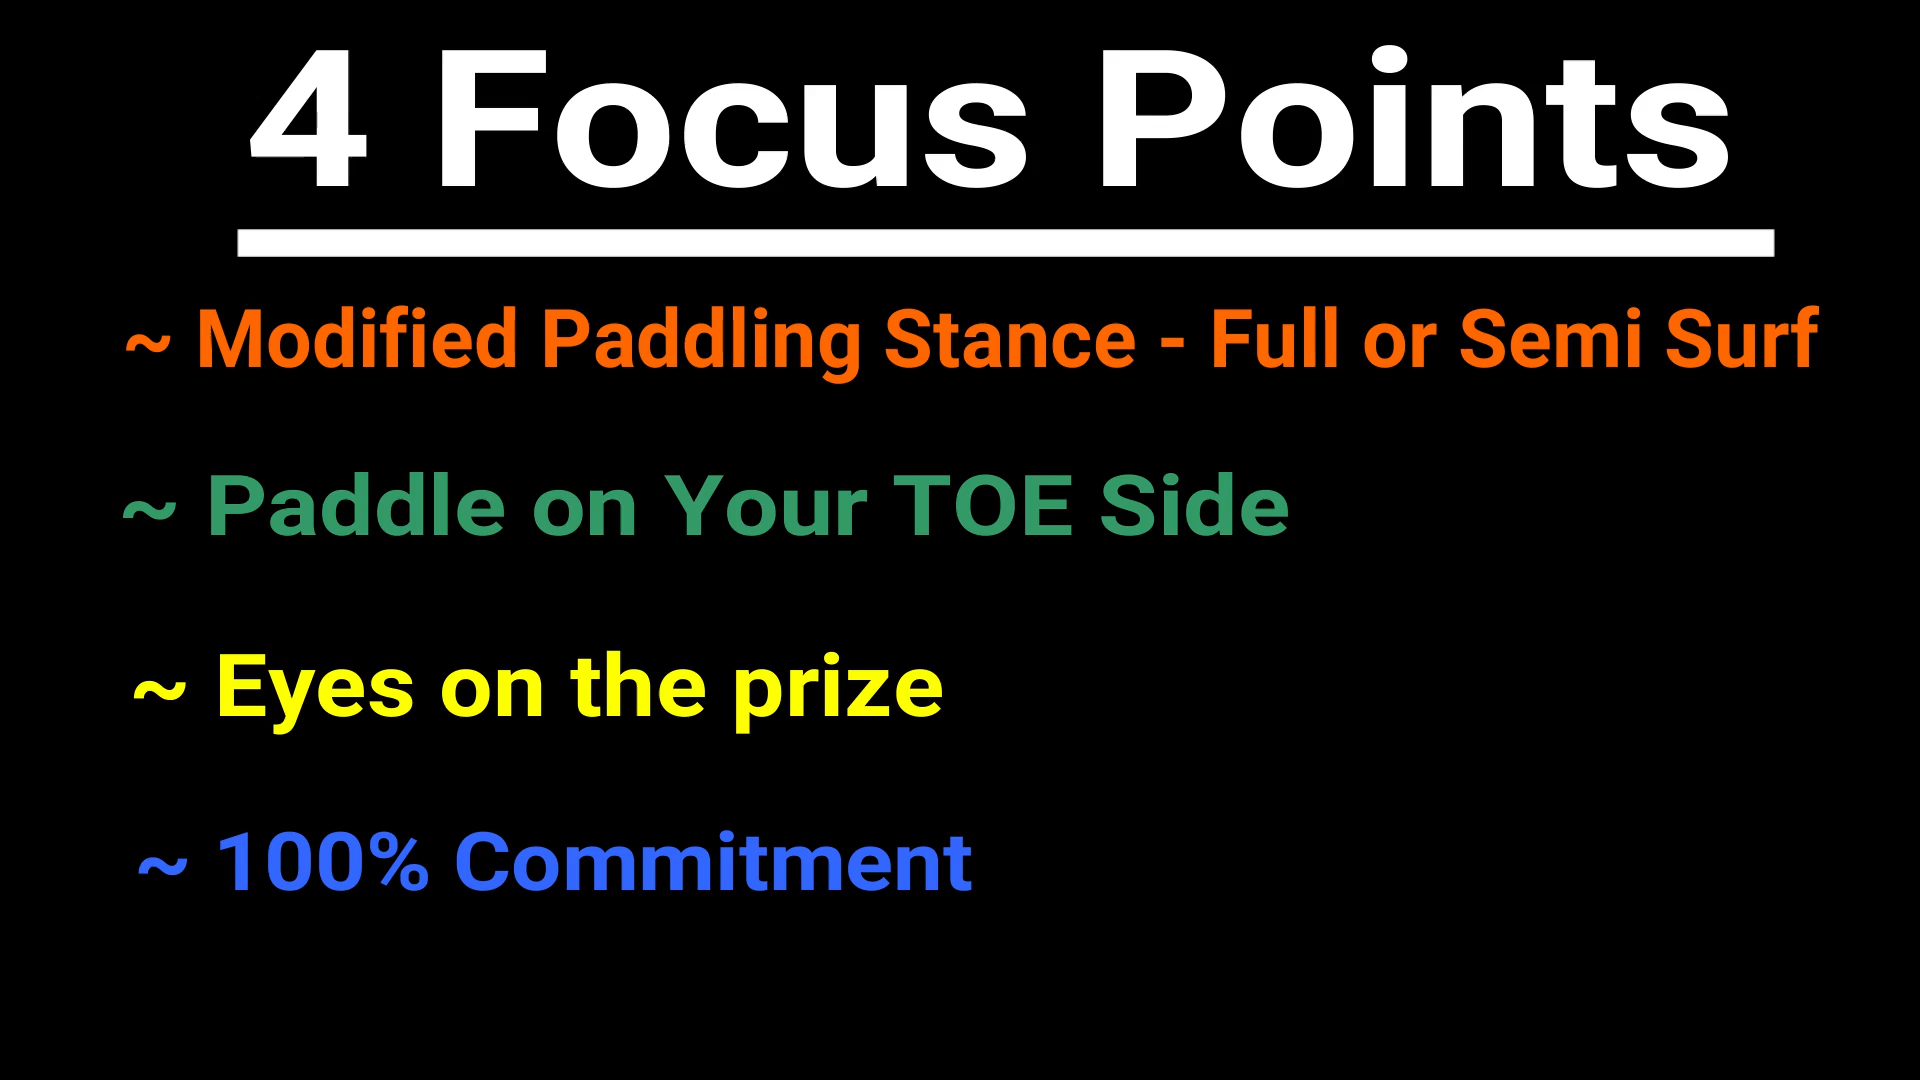 4 Focus Points
~ Modified Paddling Stance - Full or Semi Surf
~ Paddle on Your TOE Side
~ Eyes on the prize
~ 100% Commitment